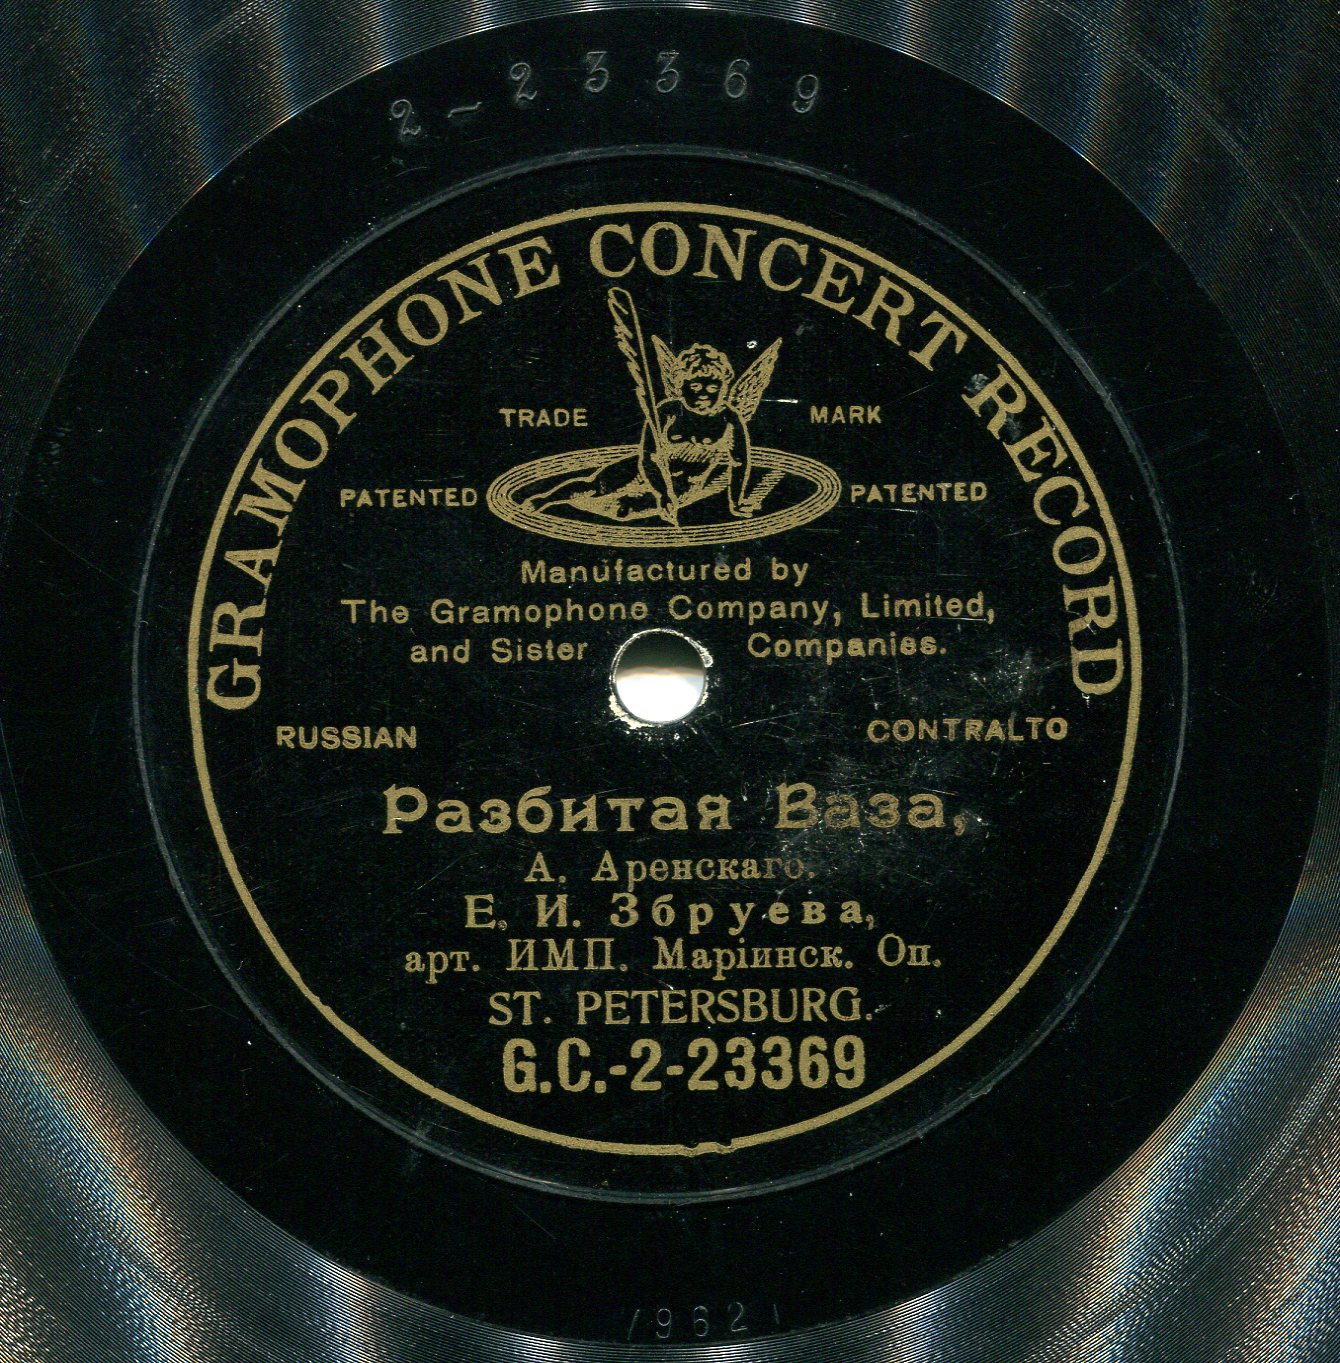 2-23369
GRAMOPHONE CONCERT RECORD
TRADE MARK
PATENTED PATENTED
Manufactured by
The Gramophone Company, Limited,
and Sister Companies.
RUSSIAN CONTRALTO
Разбитая Ваза,
А. Аренскаго.
Е. И. Збруева,
арт. ИМП. Маріинск. Оп.
ST. PETERSBURG.
G.C.-2-23369